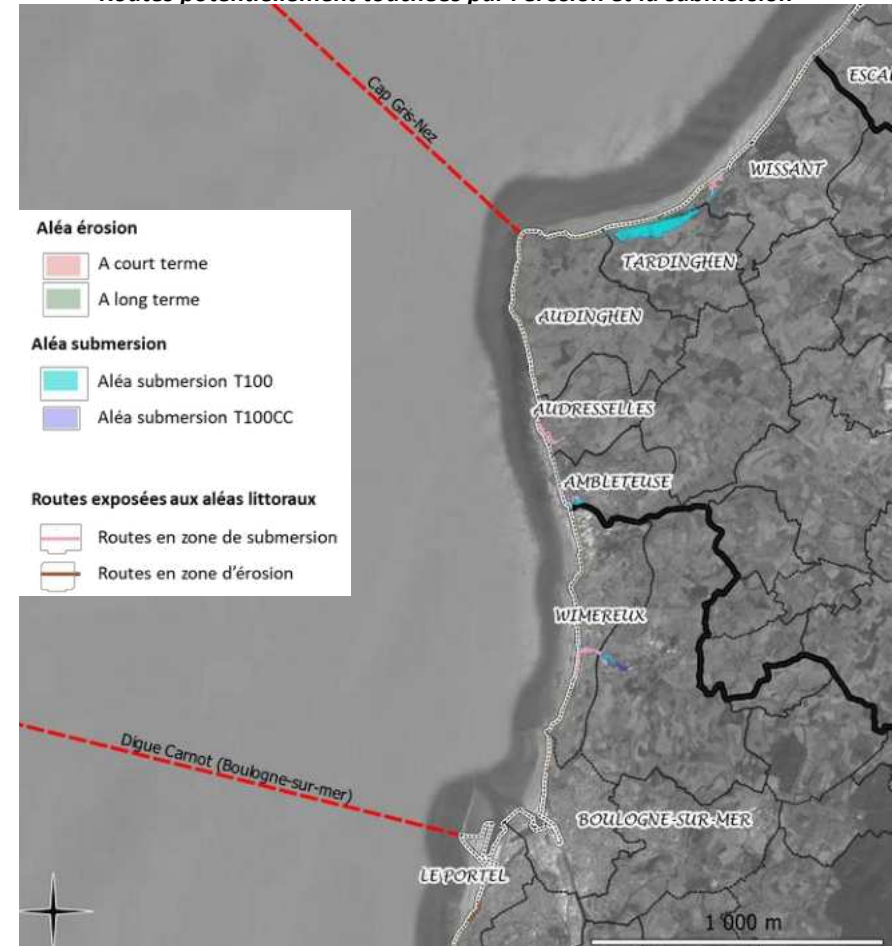 Routes potentiellement touchées par l'érosion et la submersion
Cap Gris-Nez
ESCAL
WISSANT
TARDINGHEN
AUDINGHEN
AUDRESSELLES
AMBLETEUSE
WIMEREUX
BOULOGNE-SUR-MER
LE PORTEL
Digue Carnot (Boulogne-sur-mer)
Aléa érosion
A court terme
A long terme
Aléa submersion
Aléa submersion T100
Aléa submersion T100CC
Routes exposées aux aléas littoraux
Routes en zone de submersion
Routes en zone d'érosion
1 000 m